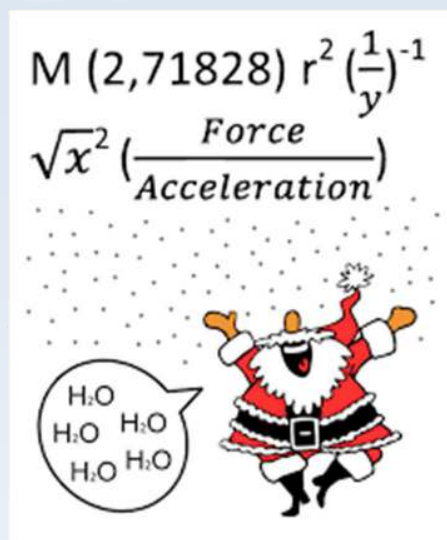 M (2,71828) r² (1/y)⁻¹
√x² (Force/Acceleration)
H₂O
H₂O H₂O
H₂O H₂O